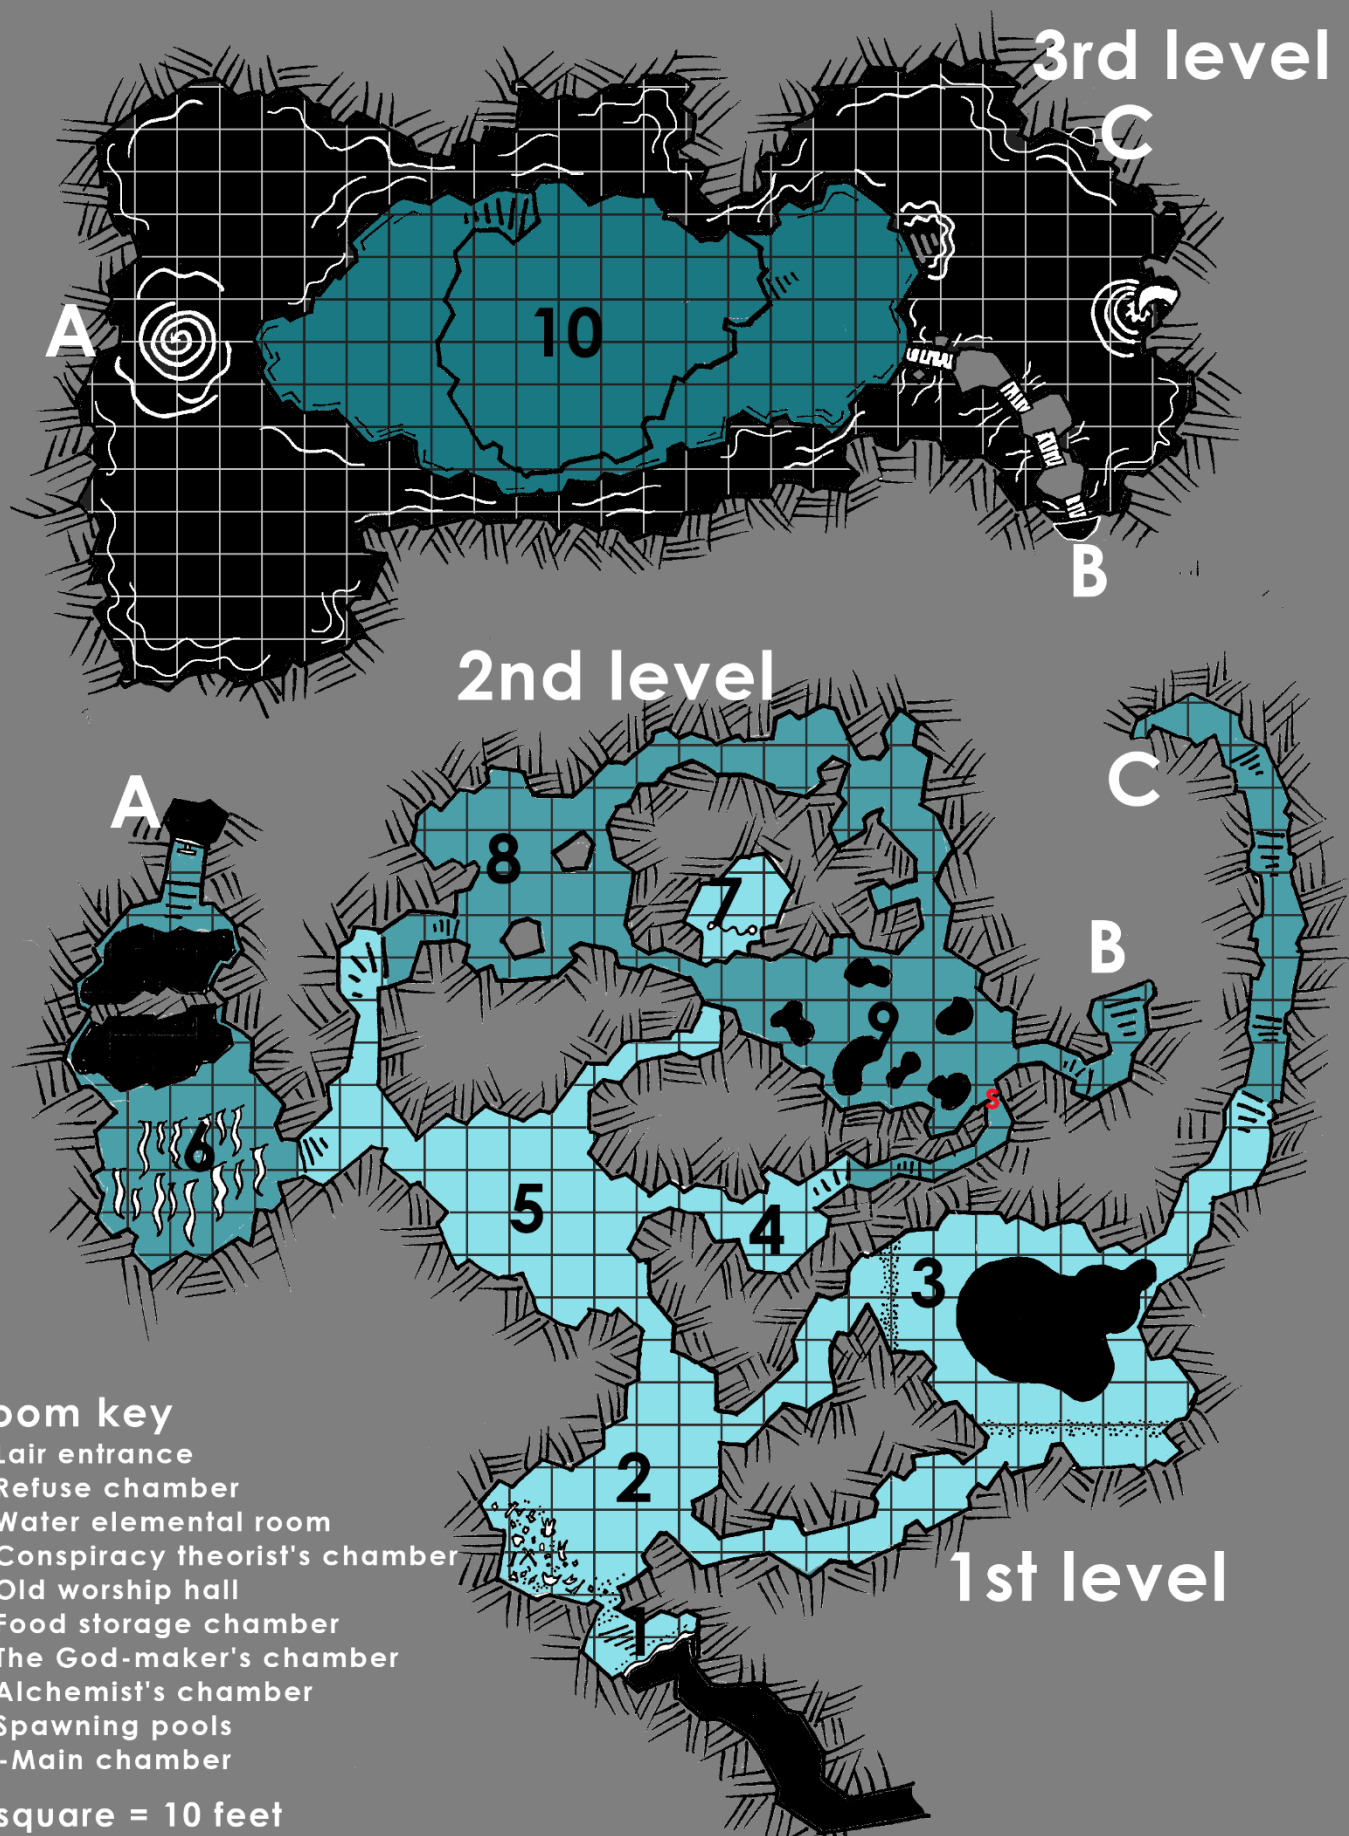 3rd level
C
A
10
B
2nd level
A
C
8
7
B
9
s
6
5
4
3
oom key
Lair entrance
Refuse chamber
2
Water elemental room
Conspiracy theorist's chamber
Old worship hall
1st level
Food storage chamber
1
The God-maker's chamber
Alchemist's chamber
Spawning pools
-Main chamber
square = 10 feet